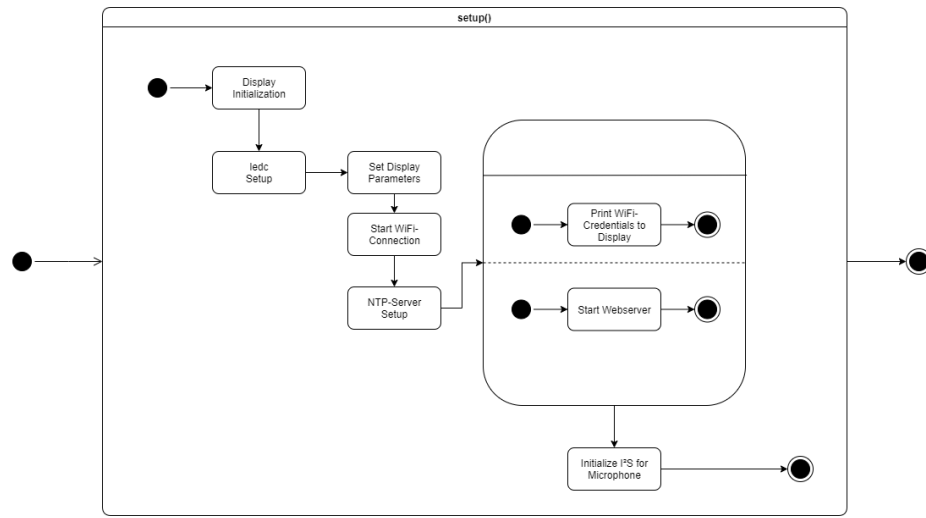 setup()
Display
Initialization
ledc
Setup
Set Display
Parameters
Start WiFi-
Connection
NTP-Server
Setup
Print WiFi-
Credentials to
Display
Start Webserver
Initialize I²S for
Microphone